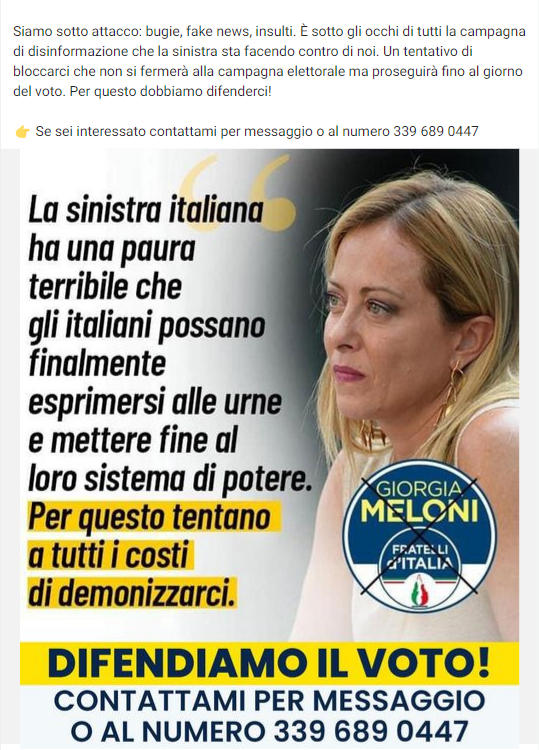 Siamo sotto attacco: bugie, fake news, insulti. È sotto gli occhi di tutti la campagna
di disinformazione che la sinistra sta facendo contro di noi. Un tentativo di
bloccarci che non si fermerà alla campagna elettorale ma proseguirà fino al giorno
del voto. Per questo dobbiamo difenderci!
👉 Se sei interessato contattami per messaggio o al numero 339 689 0447
La sinistra italiana
ha una paura
terribile che
gli italiani possano
finalmente
esprimersi alle urne
e mettere fine al
loro sistema di potere.
Per questo tentano
a tutti i costi
di demonizzarci.
GIORGIA
MELONI
FRATELLI
d'ITALIA
DIFENDIAMO IL VOTO!
CONTATTAMI PER MESSAGGIO
O AL NUMERO 339 689 0447